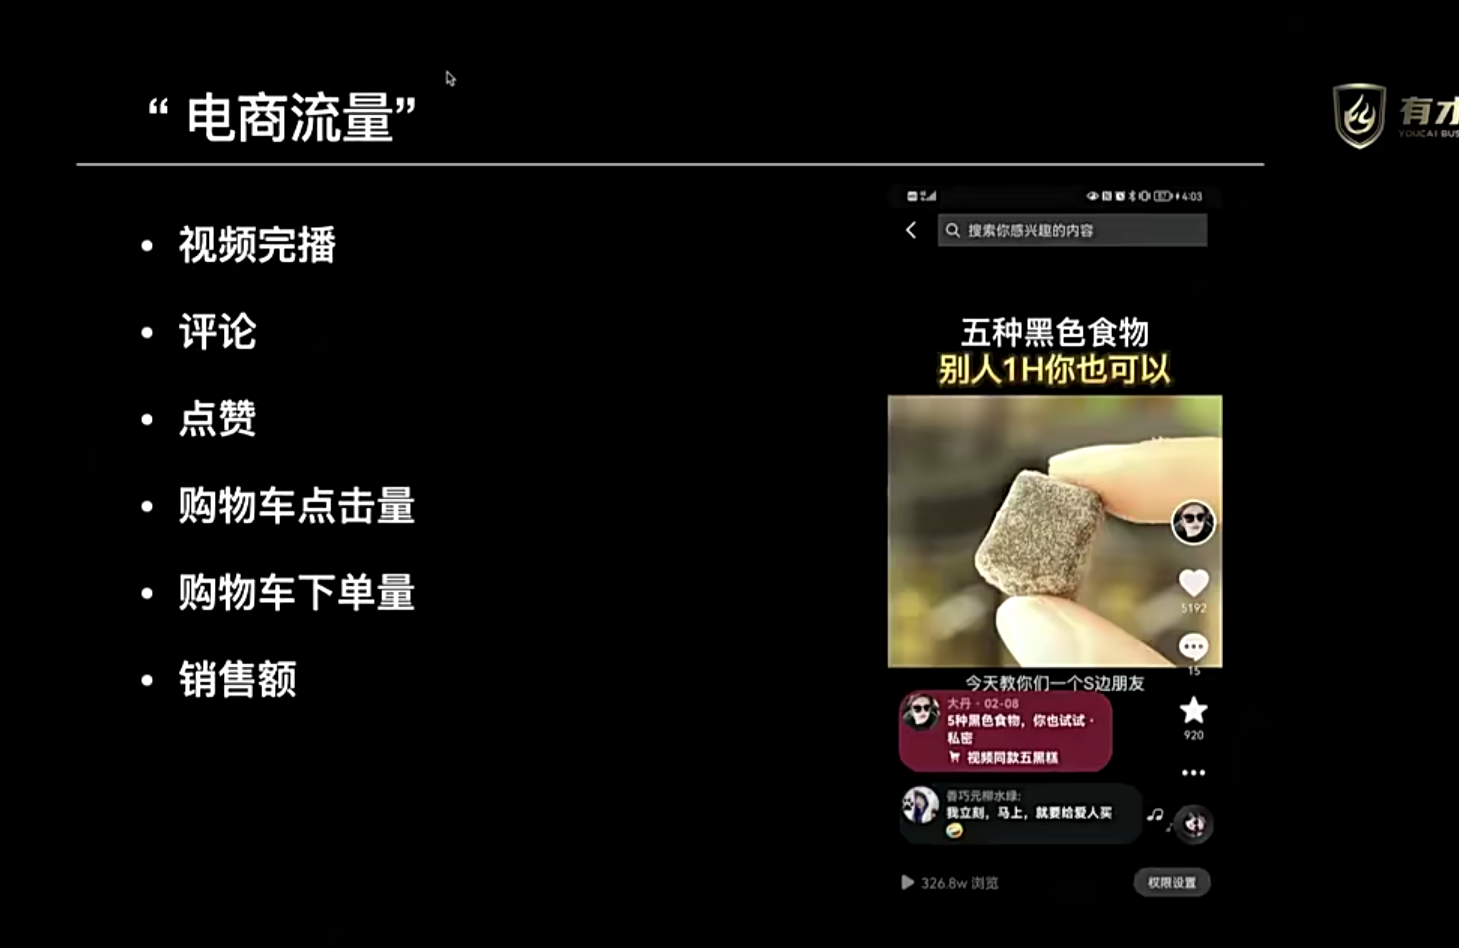 “电商流量”
有才
YOUCAI BUS
• 视频完播
• 评论
• 点赞
• 购物车点击量
• 购物车下单量
• 销售额
4:03
搜索你感兴趣的内容
五种黑色食物
别人1H你也可以
5192
15
今天教你们一个S边朋友
大丹 · 02-08
5种黑色食物，你也试试 ·
私密
视频同款五黑糕
920
香巧元柳水绿:
我立刻，马上，就要给爱人买
326.8w 浏览
权限设置